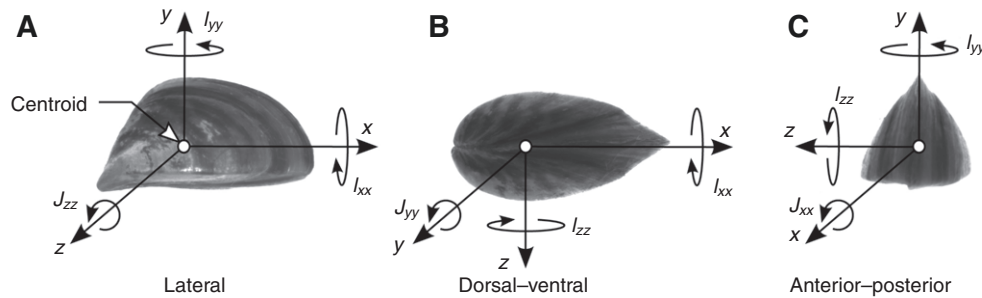 A
y
Iyy
Centroid
x
Ixx
Jzz
z
Lateral
B
x
Ixx
Jyy
y
Izz
z
Dorsal–ventral
C
y
Iyy
Izz
z
Jxx
x
Anterior–posterior